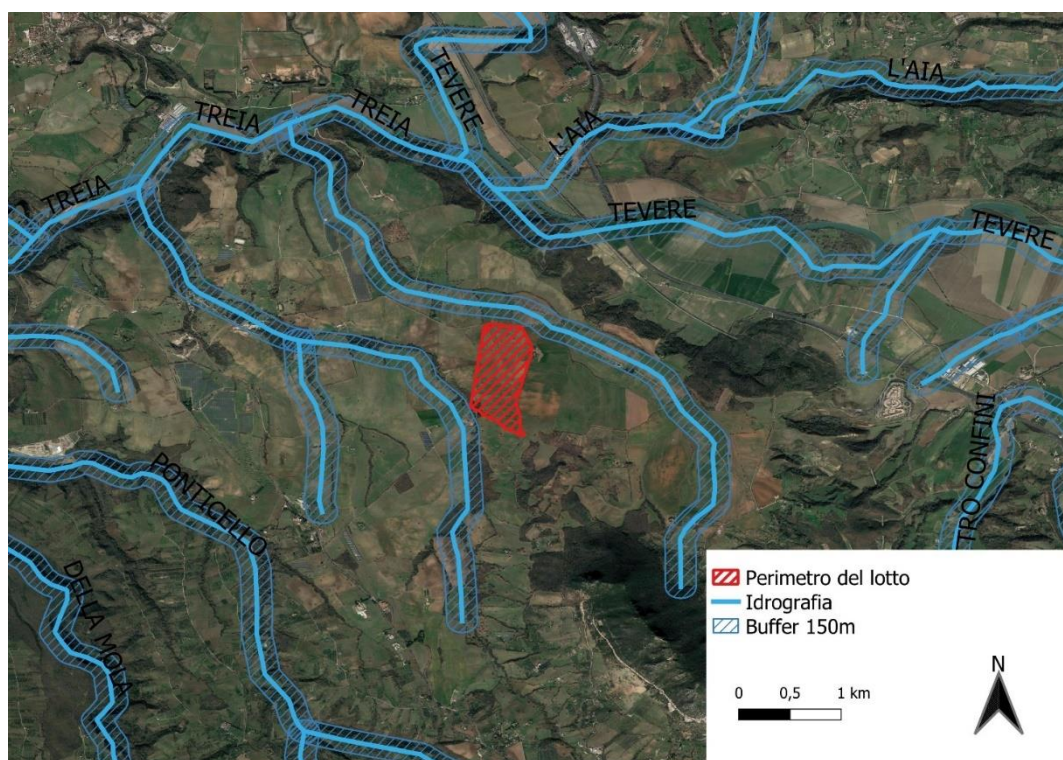 TEVERE
L'AIA
TREIA
TREIA
L'AIA
TREIA
TEVERE
TEVERE
TRO CONFINI
PONTICELLO
DELLA MOLA
Perimetro del lotto
Idrografia
Buffer 150m
N
0 0,5 1 km